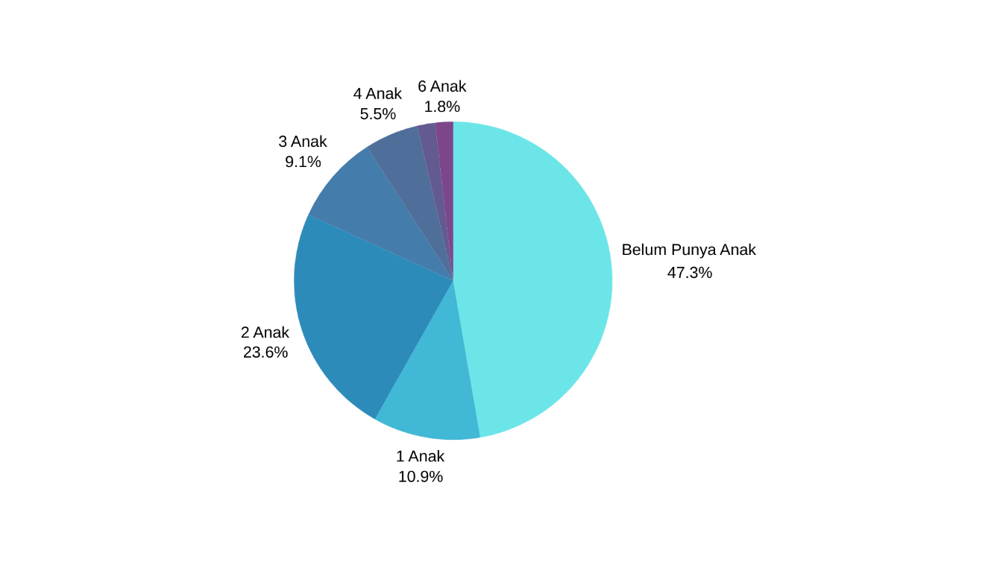 6 Anak
1.8%
4 Anak
5.5%
3 Anak
9.1%
Belum Punya Anak
47.3%
2 Anak
23.6%
1 Anak
10.9%